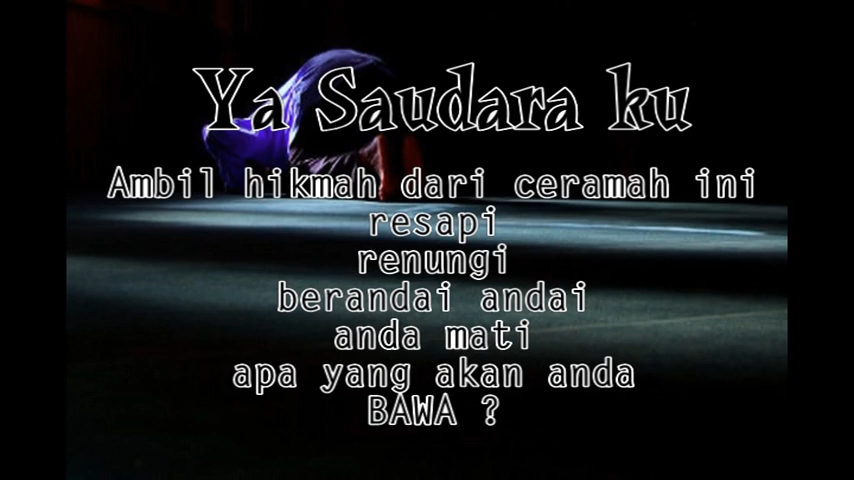 Ya Saudara ku
Ambil hikmah dari ceramah ini
resapi
renungi
berandai andai
anda mati
apa yang akan anda
BAWA ?